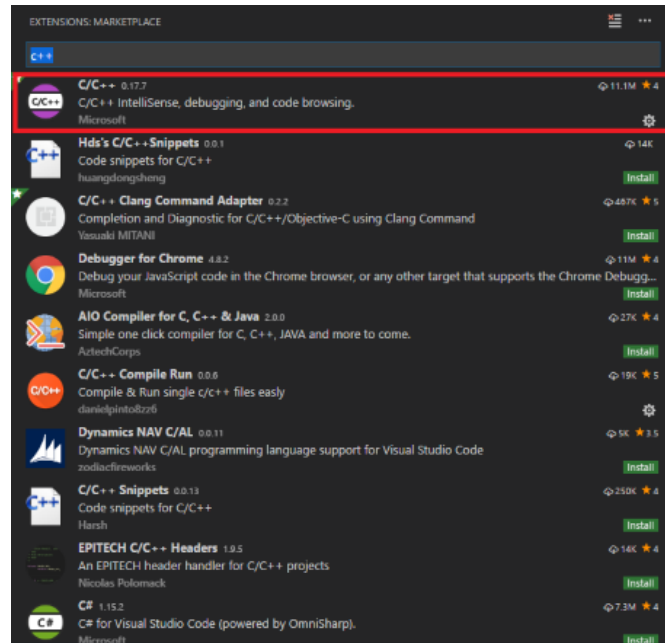 EXTENSIONS: MARKETPLACE
c++
C/C++ 0.17.7 11.1M ★ 4
C/C++ C/C++ IntelliSense, debugging, and code browsing.
Microsoft
Hds's C/C++Snippets 0.0.1 14K
C++ Code snippets for C/C++
huangdongsheng Install
C/C++ Clang Command Adapter 0.2.2 487K ★ 5
Completion and Diagnostic for C/C++/Objective-C using Clang Command
Yasuaki MITANI Install
Debugger for Chrome 4.8.2 11M ★ 4
Debug your JavaScript code in the Chrome browser, or any other target that supports the Chrome Debugg...
Microsoft Install
AIO Compiler for C, C++ & Java 2.0.0 27K ★ 4
Simple one click compiler for C, C++, JAVA and more to come.
AztechCorps Install
C/C++ Compile Run 0.0.6 19K ★ 5
C/C++ Compile & Run single c/c++ files easly
danielpinto8zz6
Dynamics NAV C/AL 0.0.11 5K ★ 3.5
Dynamics NAV C/AL programming language support for Visual Studio Code
zodiacfireworks Install
C/C++ Snippets 0.0.13 250K ★ 4
C++ Code snippets for C/C++
Harsh Install
EPITECH C/C++ Headers 1.9.5 14K ★ 4
An EPITECH header handler for C/C++ projects
Nicolas Polomack Install
C# 1.15.2 7.3M ★ 4
C# C# for Visual Studio Code (powered by OmniSharp).
Microsoft Install